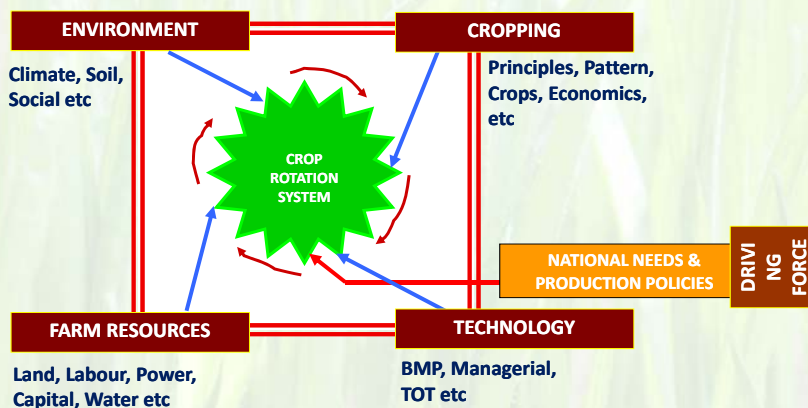 ENVIRONMENT
CROPPING
Climate, Soil,
Social etc
Principles, Pattern,
Crops, Economics,
etc
CROP
ROTATION
SYSTEM
NATIONAL NEEDS &
PRODUCTION POLICIES
DRIVI
NG
FORCE
FARM RESOURCES
TECHNOLOGY
Land, Labour, Power,
Capital, Water etc
BMP, Managerial,
TOT etc